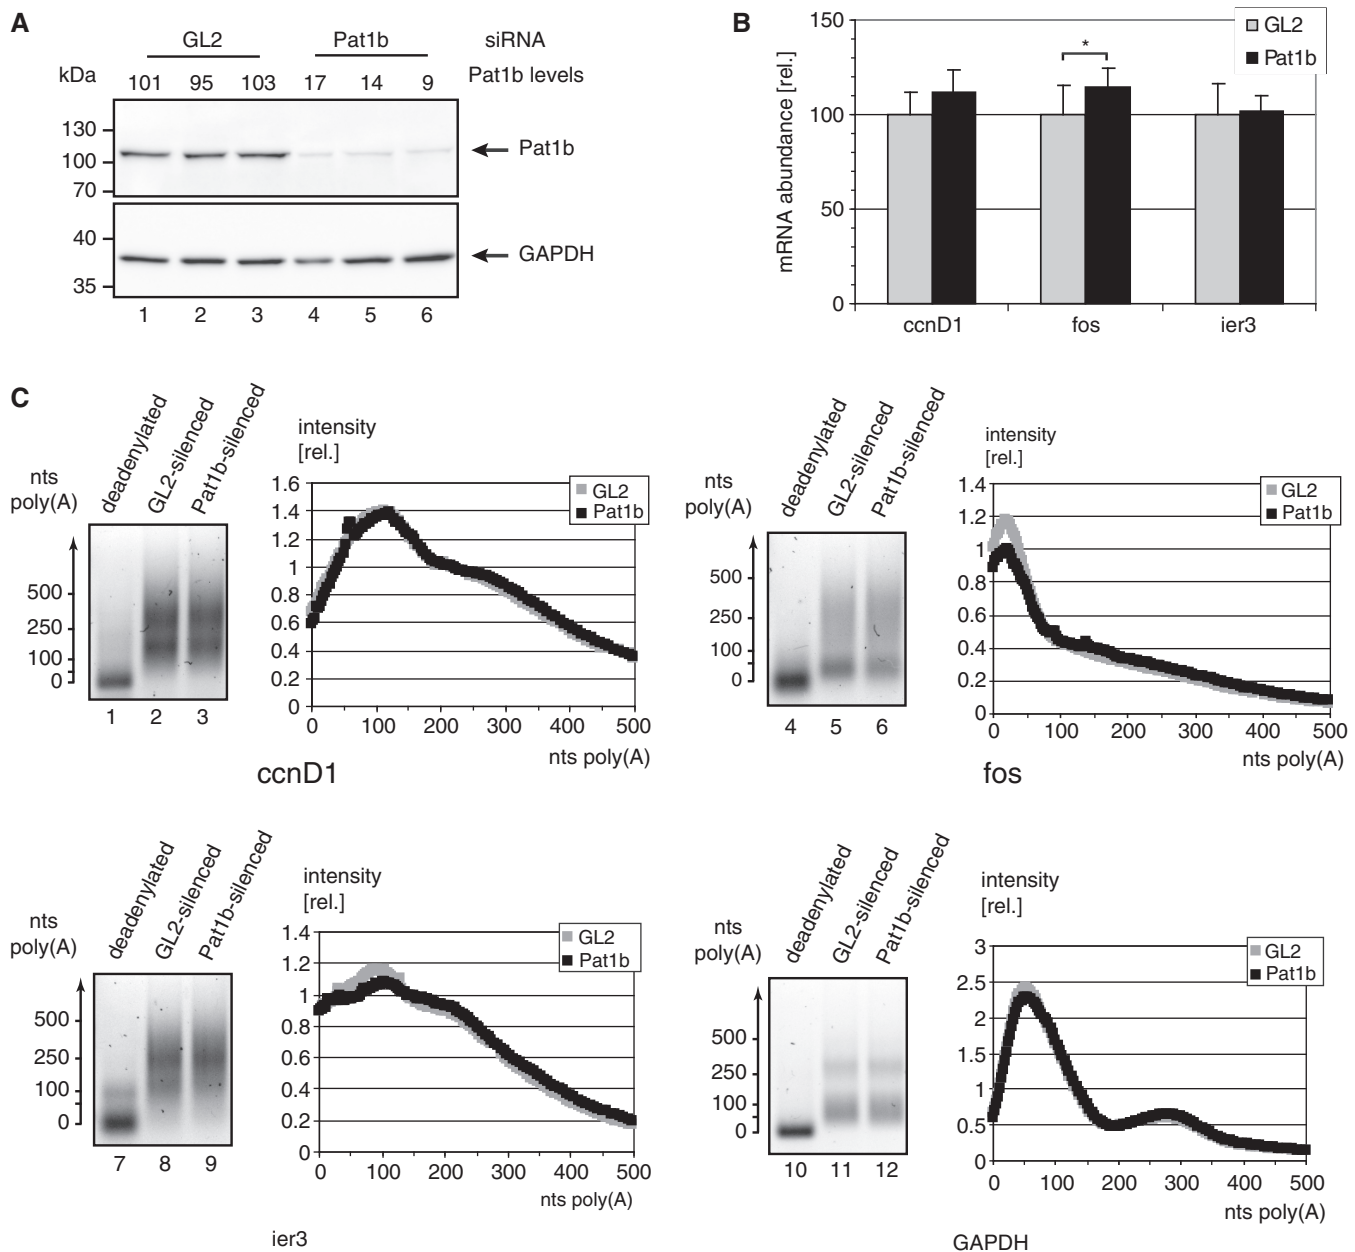 A
GL2 Pat1b siRNA
kDa 101 95 103 17 14 9 Pat1b levels
130
100
70
Pat1b
40
35
GAPDH
1 2 3 4 5 6
B
mRNA abundance [rel.]
150
100
50
0
*
GL2
Pat1b
ccnD1 fos ier3
C
nts
poly(A)
deadenylated
GL2-silenced
Pat1b-silenced
500
250
100
0
1 2 3
intensity
[rel.]
1.6
1.4
1.2
1
0.8
0.6
0.4
0.2
0
GL2
Pat1b
0 100 200 300 400 500
nts poly(A)
ccnD1
nts
poly(A)
deadenylated
GL2-silenced
Pat1b-silenced
500
250
100
0
4 5 6
intensity
[rel.]
1.4
1.2
1
0.8
0.6
0.4
0.2
0
GL2
Pat1b
0 100 200 300 400 500
nts poly(A)
fos
nts
poly(A)
deadenylated
GL2-silenced
Pat1b-silenced
500
250
100
0
7 8 9
intensity
[rel.]
1.4
1.2
1
0.8
0.6
0.4
0.2
0
GL2
Pat1b
0 100 200 300 400 500
nts poly(A)
ier3
nts
poly(A)
deadenylated
GL2-silenced
Pat1b-silenced
500
250
100
0
10 11 12
intensity
[rel.]
3
2.5
2
1.5
1
0.5
0
GL2
Pat1b
0 100 200 300 400 500
nts poly(A)
GAPDH